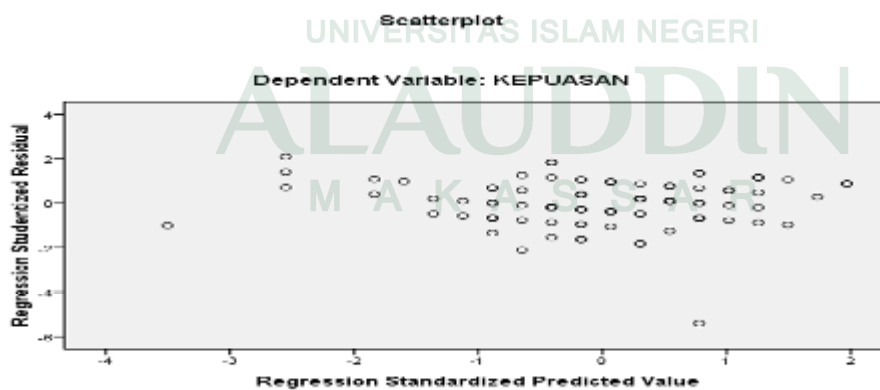 Scatterplot
UNIVERSITAS ISLAM NEGERI
Dependent Variable: KEPUASAN
ALAUDDIN
MAKASSAR
Regression Studentized Residual
4
2
0
-2
-4
-6
-4 -3 -2 -1 0 1 2
Regression Standardized Predicted Value